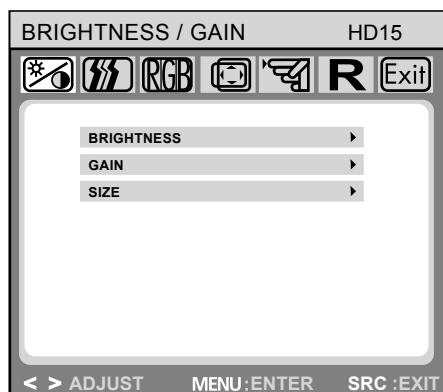 BRIGHTNESS / GAIN HD15
RGB R Exit
BRIGHTNESS
GAIN
SIZE
< > ADJUST MENU:ENTER SRC :EXIT